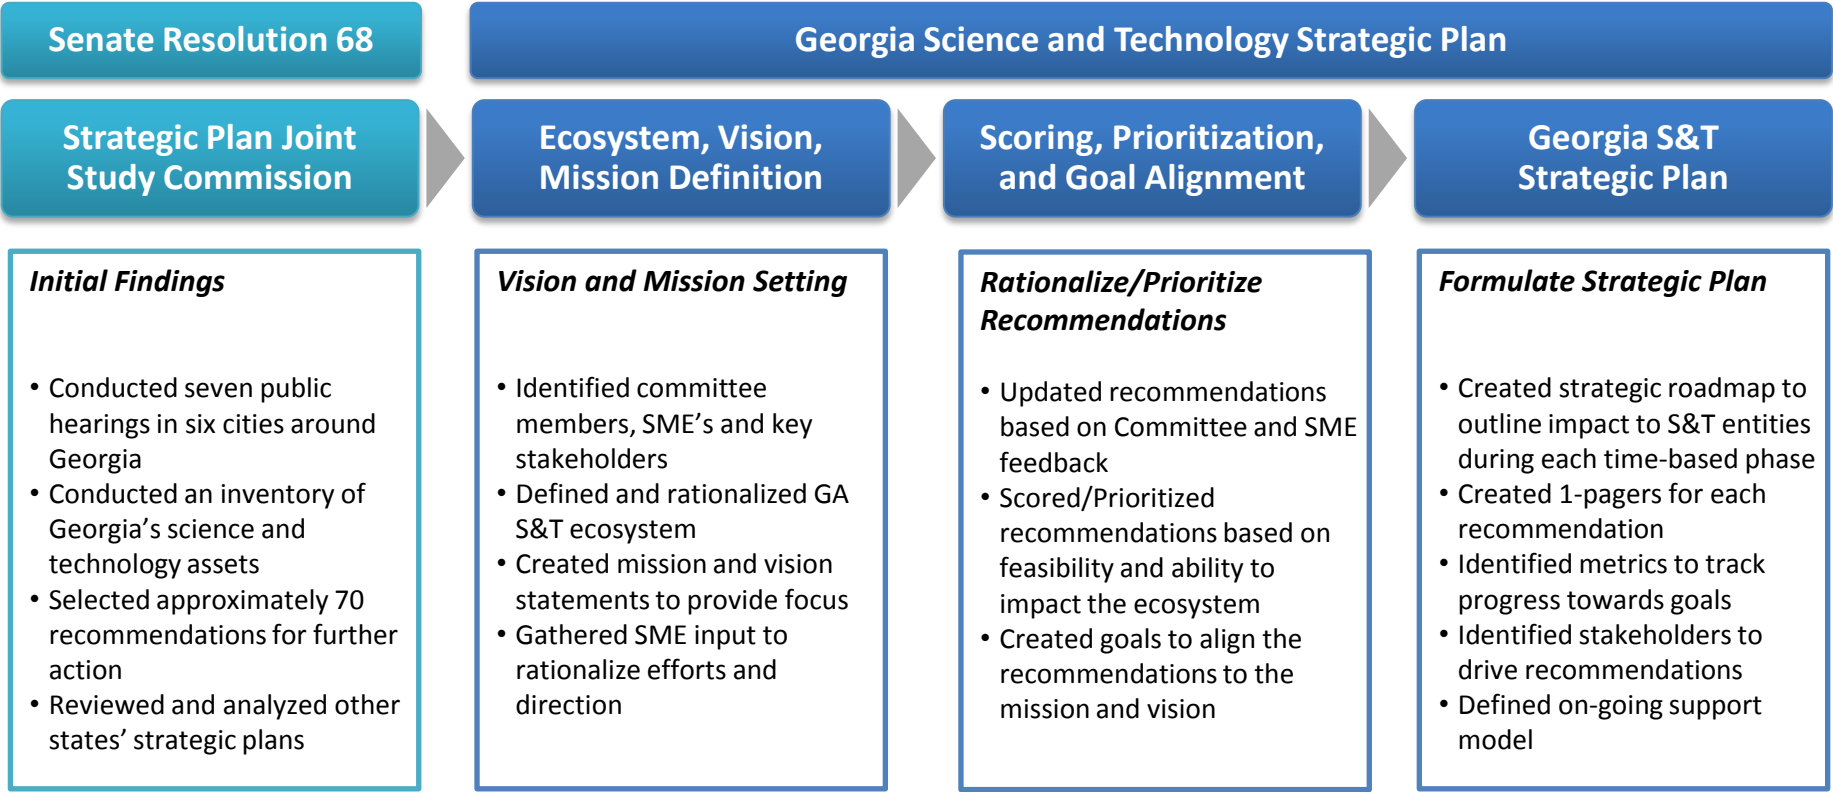 Senate Resolution 68
Georgia Science and Technology Strategic Plan
Strategic Plan Joint
Study Commission
Ecosystem, Vision,
Mission Definition
Scoring, Prioritization,
and Goal Alignment
Georgia S&T
Strategic Plan
Initial Findings
• Conducted seven public
hearings in six cities around
Georgia
• Conducted an inventory of
Georgia’s science and
technology assets
• Selected approximately 70
recommendations for further
action
• Reviewed and analyzed other
states’ strategic plans
Vision and Mission Setting
• Identified committee
members, SME’s and key
stakeholders
• Defined and rationalized GA
S&T ecosystem
• Created mission and vision
statements to provide focus
• Gathered SME input to
rationalize efforts and
direction
Rationalize/Prioritize
Recommendations
• Updated recommendations
based on Committee and SME
feedback
• Scored/Prioritized
recommendations based on
feasibility and ability to
impact the ecosystem
• Created goals to align the
recommendations to the
mission and vision
Formulate Strategic Plan
• Created strategic roadmap to
outline impact to S&T entities
during each time-based phase
• Created 1-pagers for each
recommendation
• Identified metrics to track
progress towards goals
• Identified stakeholders to
drive recommendations
• Defined on-going support
model